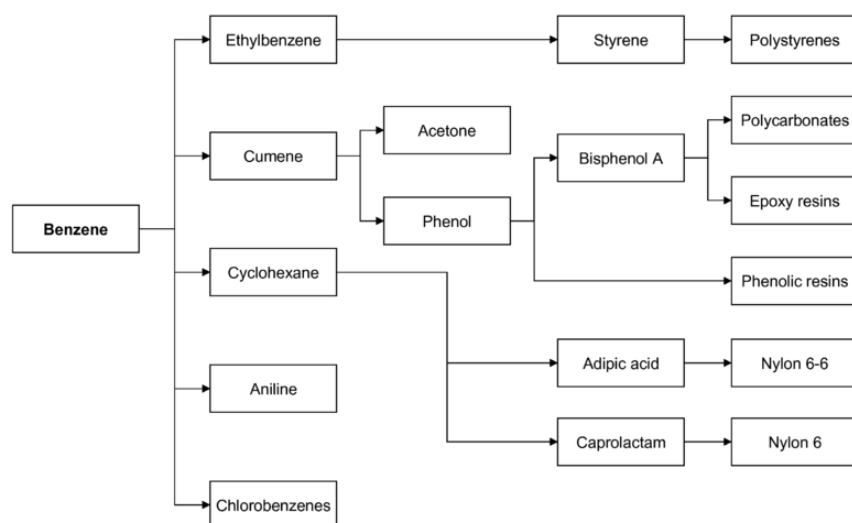 Ethylbenzene
Styrene
Polystyrenes
Acetone
Polycarbonates
Cumene
Bisphenol A
Phenol
Epoxy resins
Benzene
Cyclohexane
Phenolic resins
Adipic acid
Nylon 6-6
Aniline
Caprolactam
Nylon 6
Chlorobenzenes